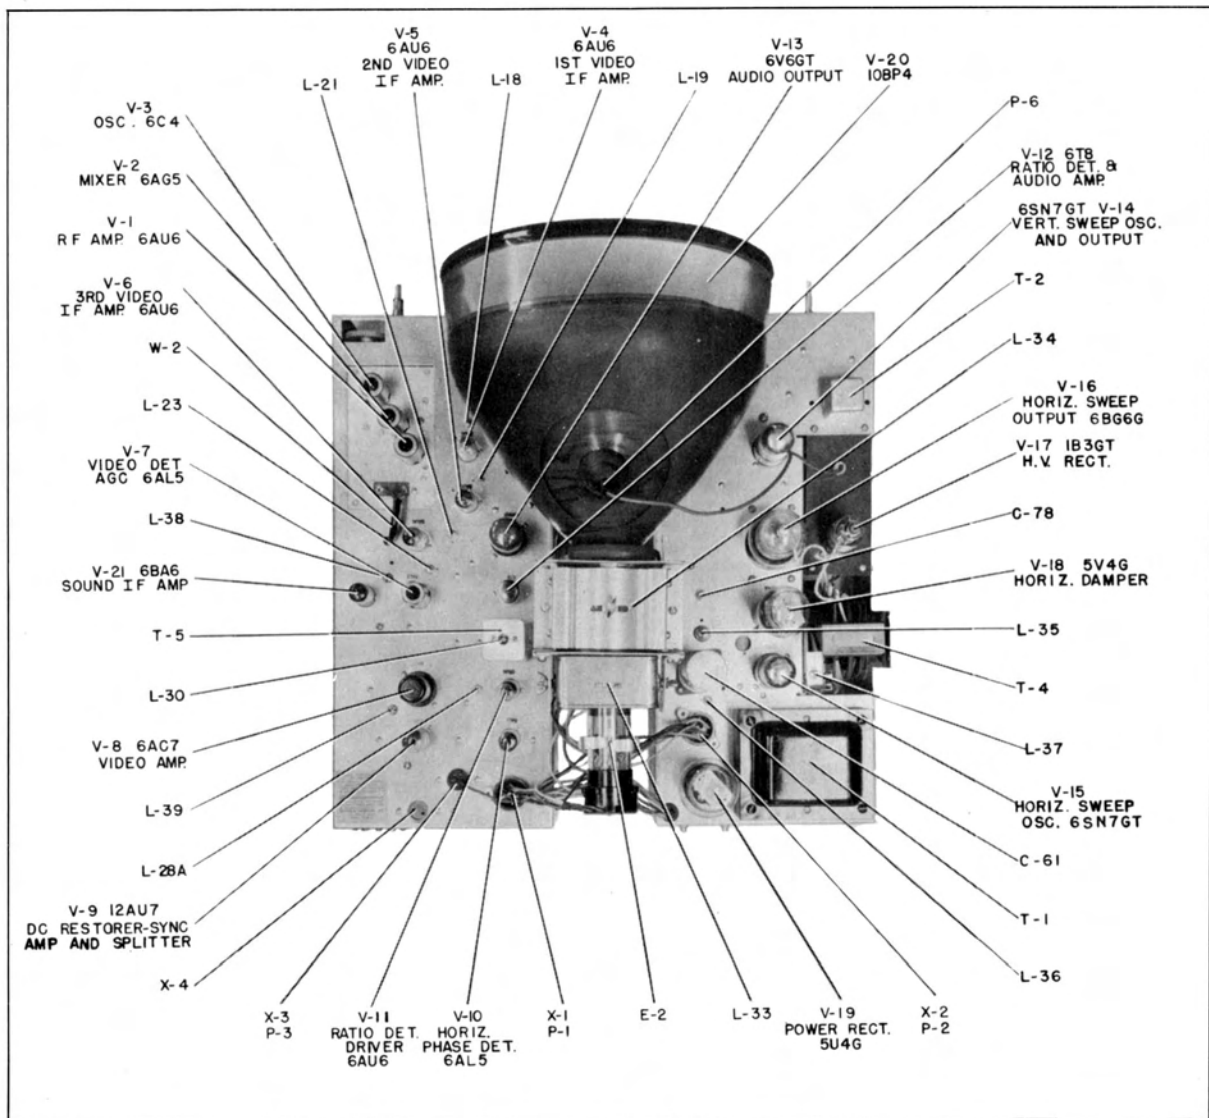 V-5
6AU6
2ND VIDEO
IF AMP.
V-4
6AU6
1ST VIDEO
IF AMP.
V-13
6V6GT
AUDIO OUTPUT
V-20
10BP4
L-21
L-18
L-19
P-6
V-3
OSC. 6C4
V-2
MIXER 6AG5
V-1
RF AMP. 6AU6
V-6
3RD VIDEO
IF AMP. 6AU6
W-2
L-23
V-7
VIDEO DET
AGC 6AL5
L-38
V-21 6BA6
SOUND IF AMP
T-5
L-30
V-8 6AC7
VIDEO AMP.
L-39
L-28A
V-9 12AU7
DC RESTORER-SYNC
AMP AND SPLITTER
X-4
V-12 6T8
RATIO DET. &
AUDIO AMP.
6SN7GT V-14
VERT. SWEEP OSC.
AND OUTPUT
T-2
L-34
V-16
HORIZ. SWEEP
OUTPUT 6BG6G
V-17 1B3GT
H.V. RECT.
C-78
V-18 5V4G
HORIZ. DAMPER
L-35
T-4
L-37
V-15
HORIZ. SWEEP
OSC. 6SN7GT
C-61
T-1
L-36
X-3
P-3
V-11
RATIO DET.
DRIVER
6AU6
V-10
HORIZ.
PHASE DET.
6AL5
X-1
P-1
E-2
L-33
V-19
POWER RECT.
5U4G
X-2
P-2